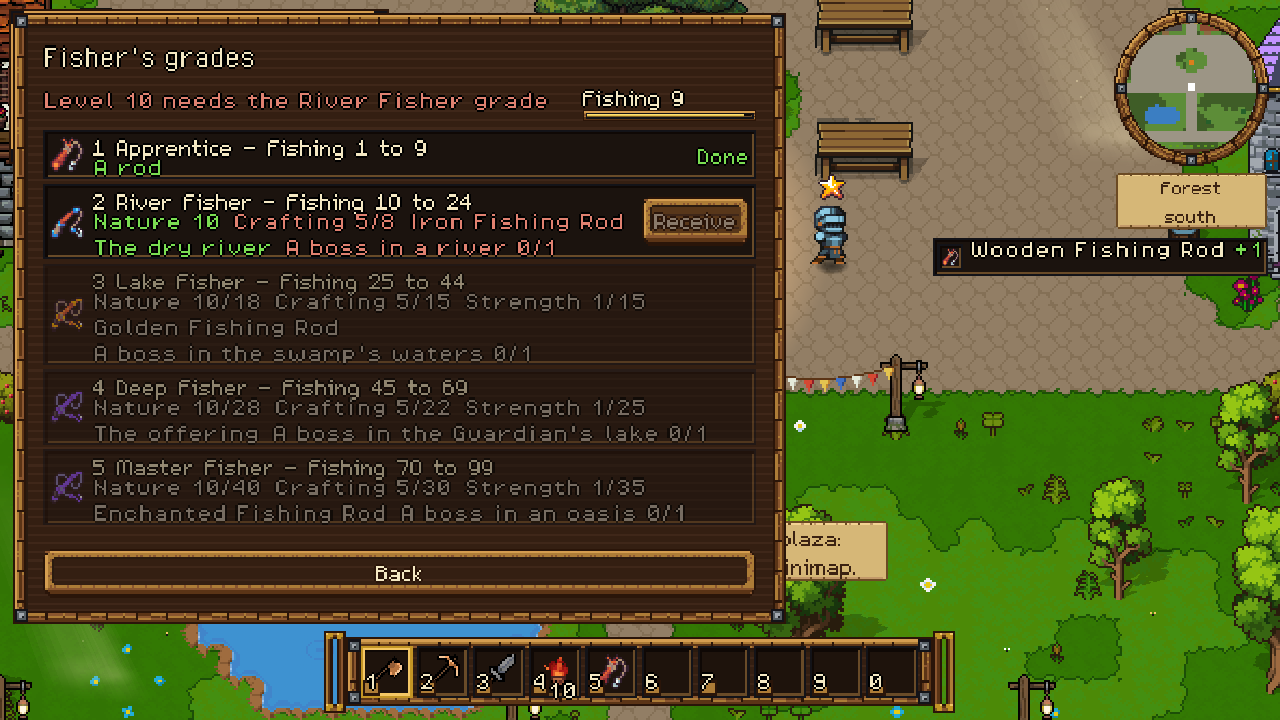 Fisher's grades
Level 10 needs the River Fisher grade
Fishing 9
1 Apprentice - Fishing 1 to 9
A rod
Done
2 River Fisher - Fishing 10 to 24
Nature 10 Crafting 5/8 Iron Fishing Rod
The dry river A boss in a river 0/1
Receive
3 Lake Fisher - Fishing 25 to 44
Nature 10/18 Crafting 5/15 Strength 1/15
Golden Fishing Rod
A boss in the swamp's waters 0/1
4 Deep Fisher - Fishing 45 to 69
Nature 10/28 Crafting 5/22 Strength 1/25
The offering A boss in the Guardian's lake 0/1
5 Master Fisher - Fishing 70 to 99
Nature 10/40 Crafting 5/30 Strength 1/35
Enchanted Fishing Rod A boss in an oasis 0/1
Back
Forest
south
Wooden Fishing Rod +1
plaza:
inimap.
1 2 3 4 10 5 6 7 8 9 0